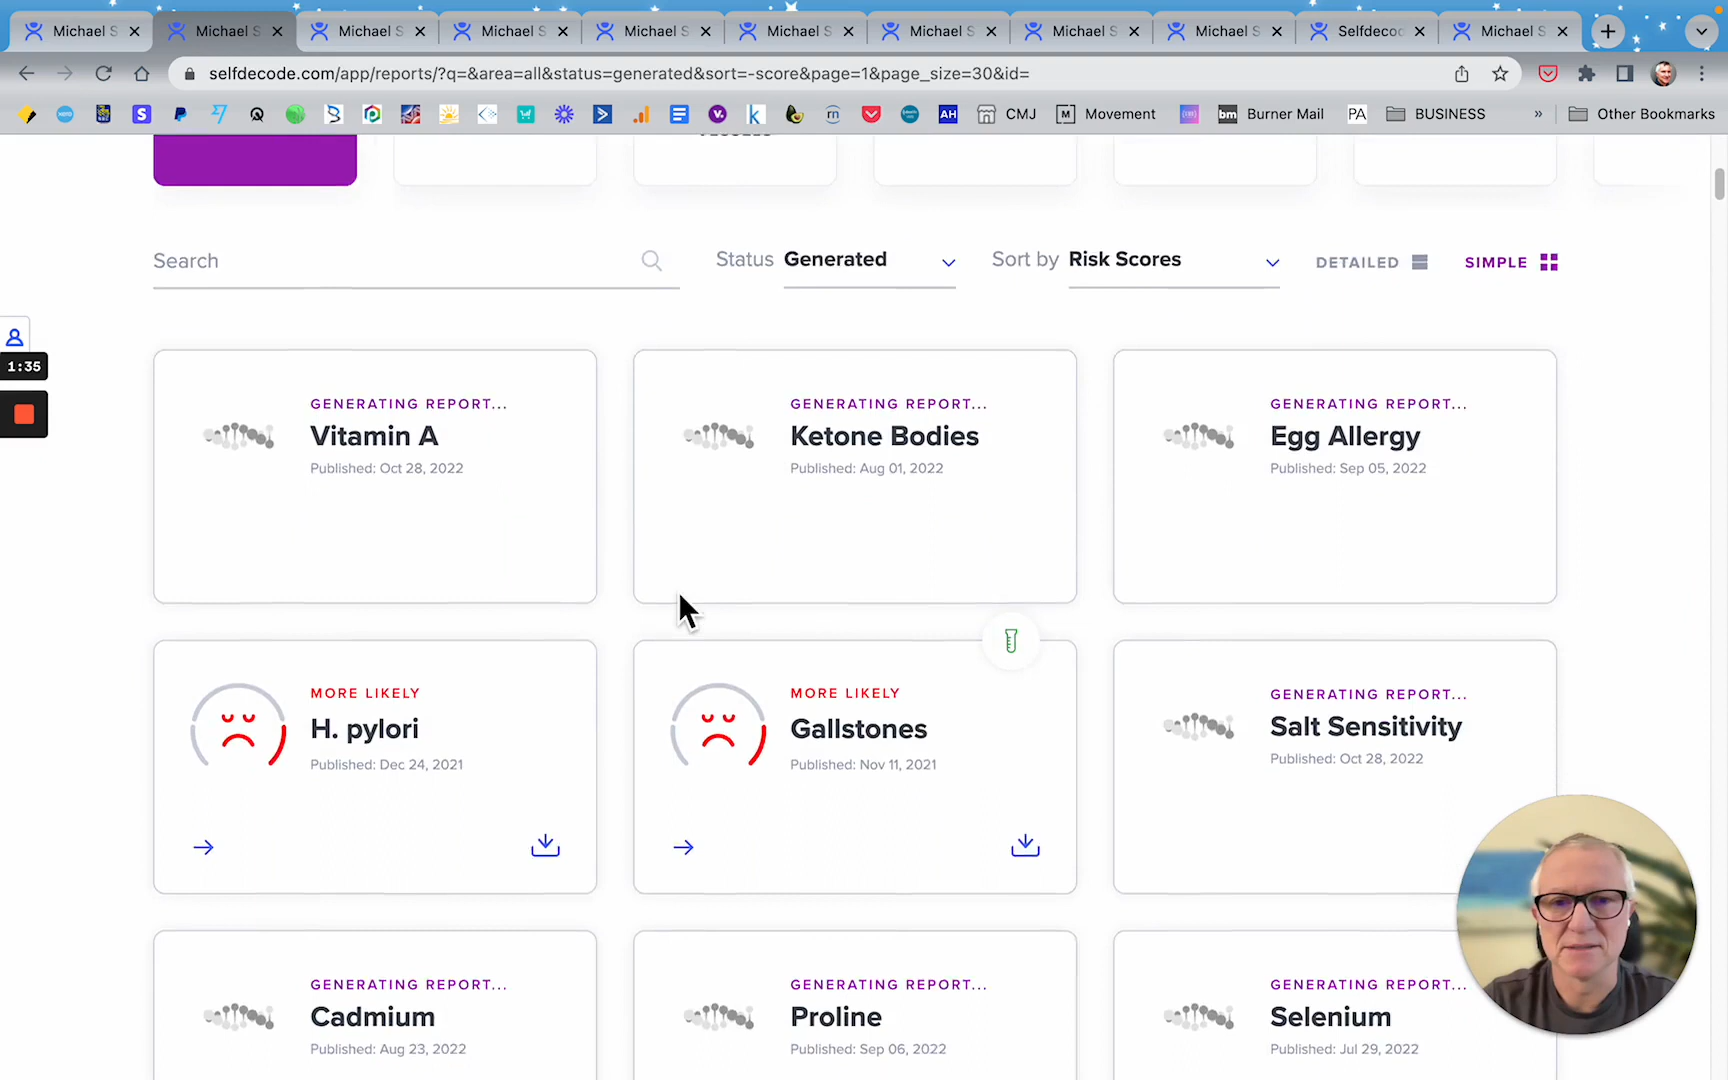 Michael S
Michael S
Michael S
Michael S
Michael S
Michael S
Michael S
Michael S
Michael S
Selfdecod
Michael S
selfdecode.com/app/reports/?q=&area=all&status=generated&sort=-score&page=1&page_size=30&id=
CMJ
Movement
Burner Mail
PA
BUSINESS
»
Other Bookmarks
Search
Status Generated
Sort by Risk Scores
DETAILED
SIMPLE
1:35
GENERATING REPORT...
Vitamin A
Published: Oct 28, 2022
GENERATING REPORT...
Ketone Bodies
Published: Aug 01, 2022
GENERATING REPORT...
Egg Allergy
Published: Sep 05, 2022
MORE LIKELY
H. pylori
Published: Dec 24, 2021
MORE LIKELY
Gallstones
Published: Nov 11, 2021
GENERATING REPORT...
Salt Sensitivity
Published: Oct 28, 2022
GENERATING REPORT...
Cadmium
Published: Aug 23, 2022
GENERATING REPORT...
Proline
Published: Sep 06, 2022
GENERATING REPORT...
Selenium
Published: Jul 29, 2022